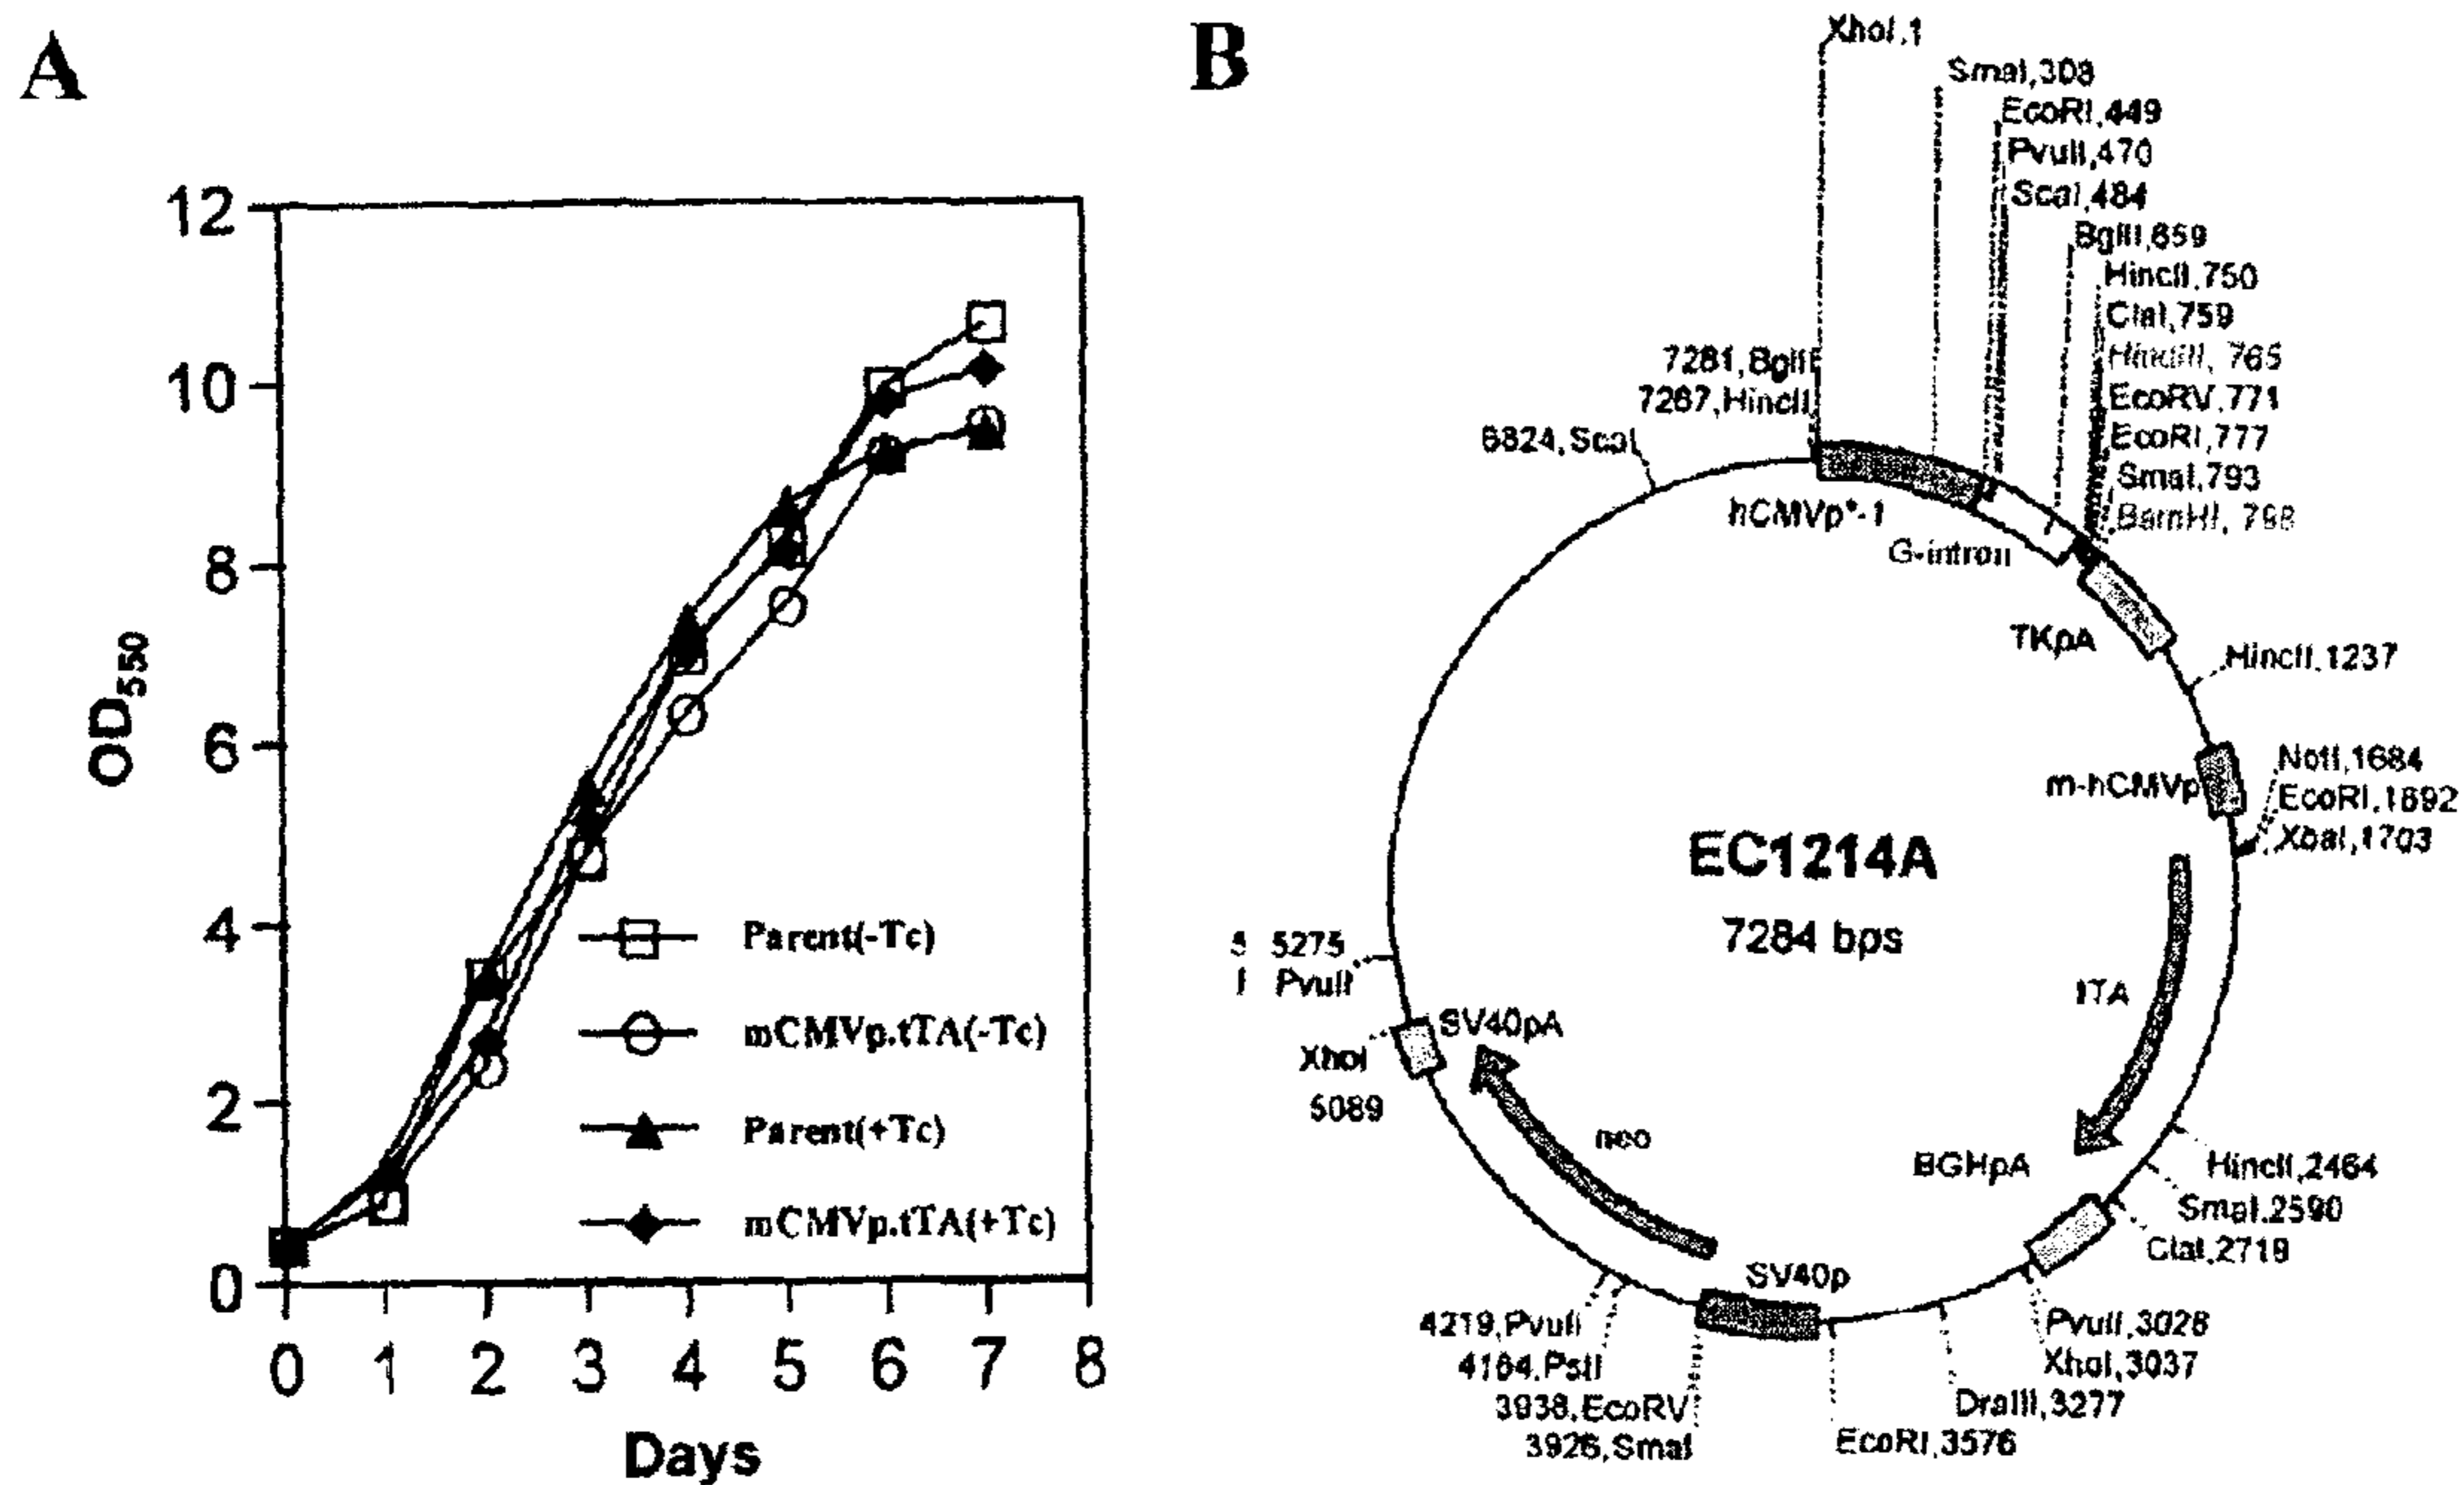 A
12
10
8
6
4
2
0
OD550
0 1 2 3 4 5 6 7 8
Days
Parent(-Tc)
mCMVp.tTA(-Tc)
Parent(+Tc)
mCMVp.tTA(+Tc)
B
XhoI,1
SmaI,308
EcoRI,449
PvuII,470
ScaI,484
BglII,659
HincII,750
ClaI,759
HindIII, 765
EcoRV,771
EcoRI,777
SmaI,793
BamHI, 798
7281,BglII
7267,HincII
6824,ScaI
hCMVp*-1
G-intron
TKpA
HincII,1237
m-hCMVp
NotI,1684
EcoRI,1692
XbaI,1703
EC1214A
7284 bps
tTA
5275
PvuII
SV40pA
XhoI
5089
neo
BGHpA
HincII,2464
SmaI,2590
ClaI,2719
SV40p
4219,PvuII
4164,PstI
3938,EcoRV
3926,SmaI
PvuII,3028
XhoI,3037
DraIII,3277
EcoRI,3576